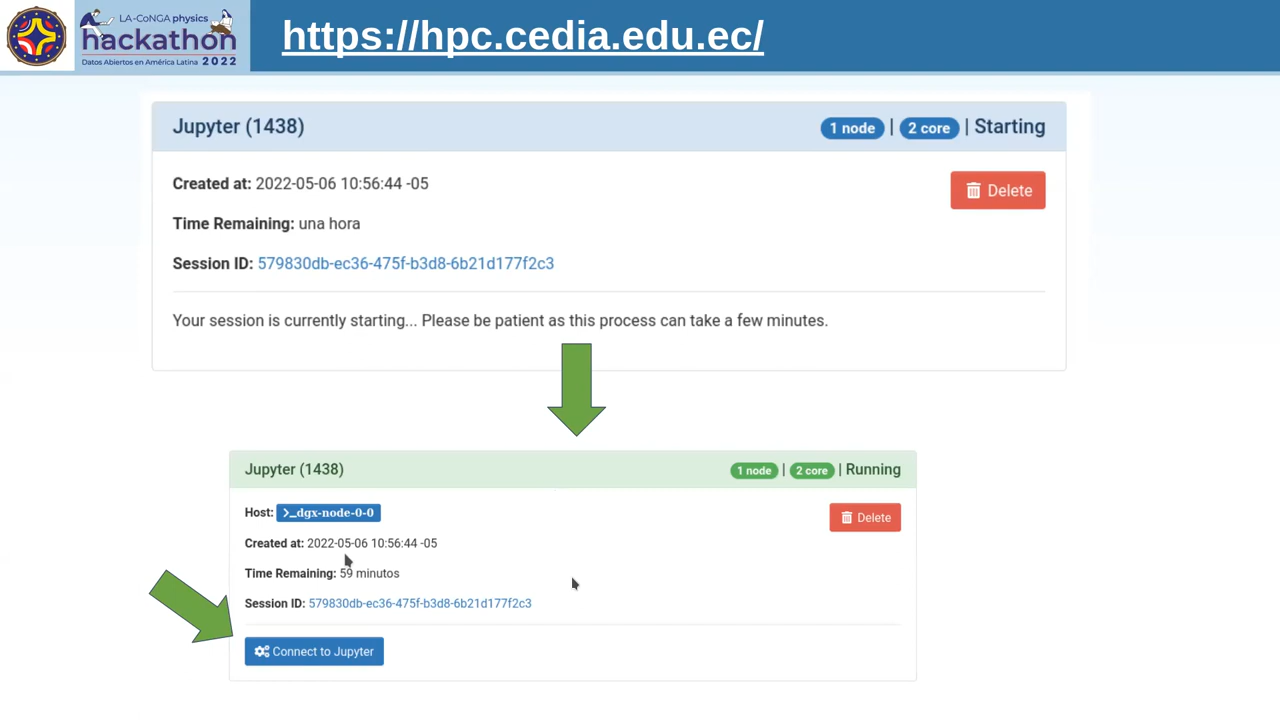 LA-CoNGA physics
hackathon
Datos Abiertos en América Latina 2022
https://hpc.cedia.edu.ec/
Jupyter (1438)
1 node | 2 core | Starting
Created at: 2022-05-06 10:56:44 -05
Delete
Time Remaining: una hora
Session ID: 579830db-ec36-475f-b3d8-6b21d177f2c3
Your session is currently starting... Please be patient as this process can take a few minutes.
Jupyter (1438)
1 node | 2 core | Running
Host: >_dgx-node-0-0
Delete
Created at: 2022-05-06 10:56:44 -05
Time Remaining: 59 minutos
Session ID: 579830db-ec36-475f-b3d8-6b21d177f2c3
Connect to Jupyter